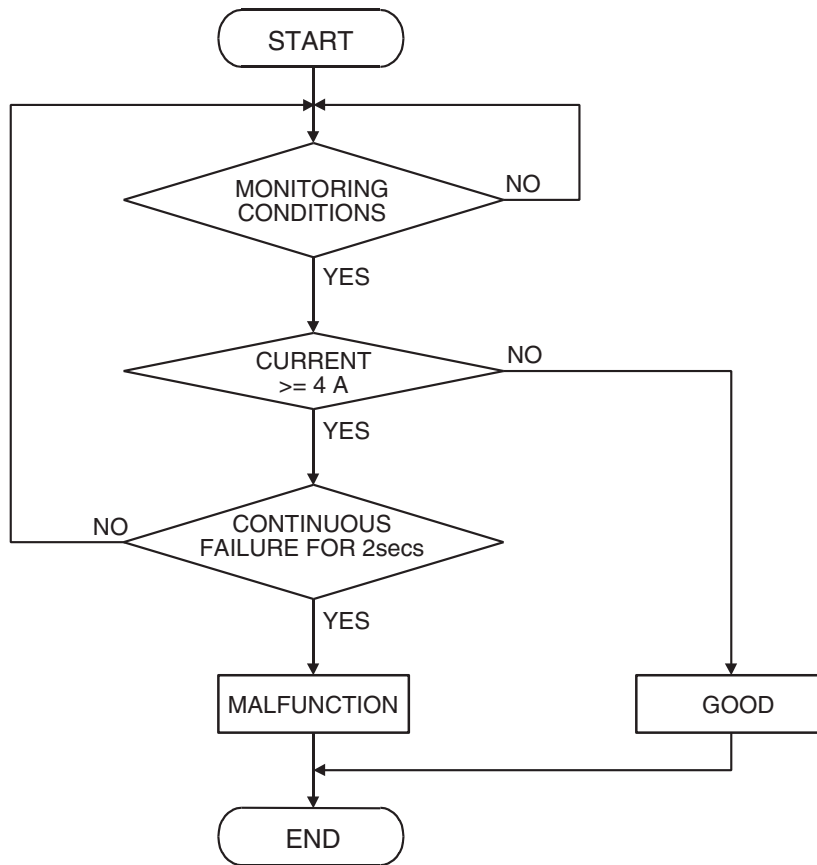 START
MONITORING
CONDITIONS
NO
YES
CURRENT
>= 4 A
NO
YES
CONTINUOUS
FAILURE FOR 2secs
NO
YES
MALFUNCTION
GOOD
END